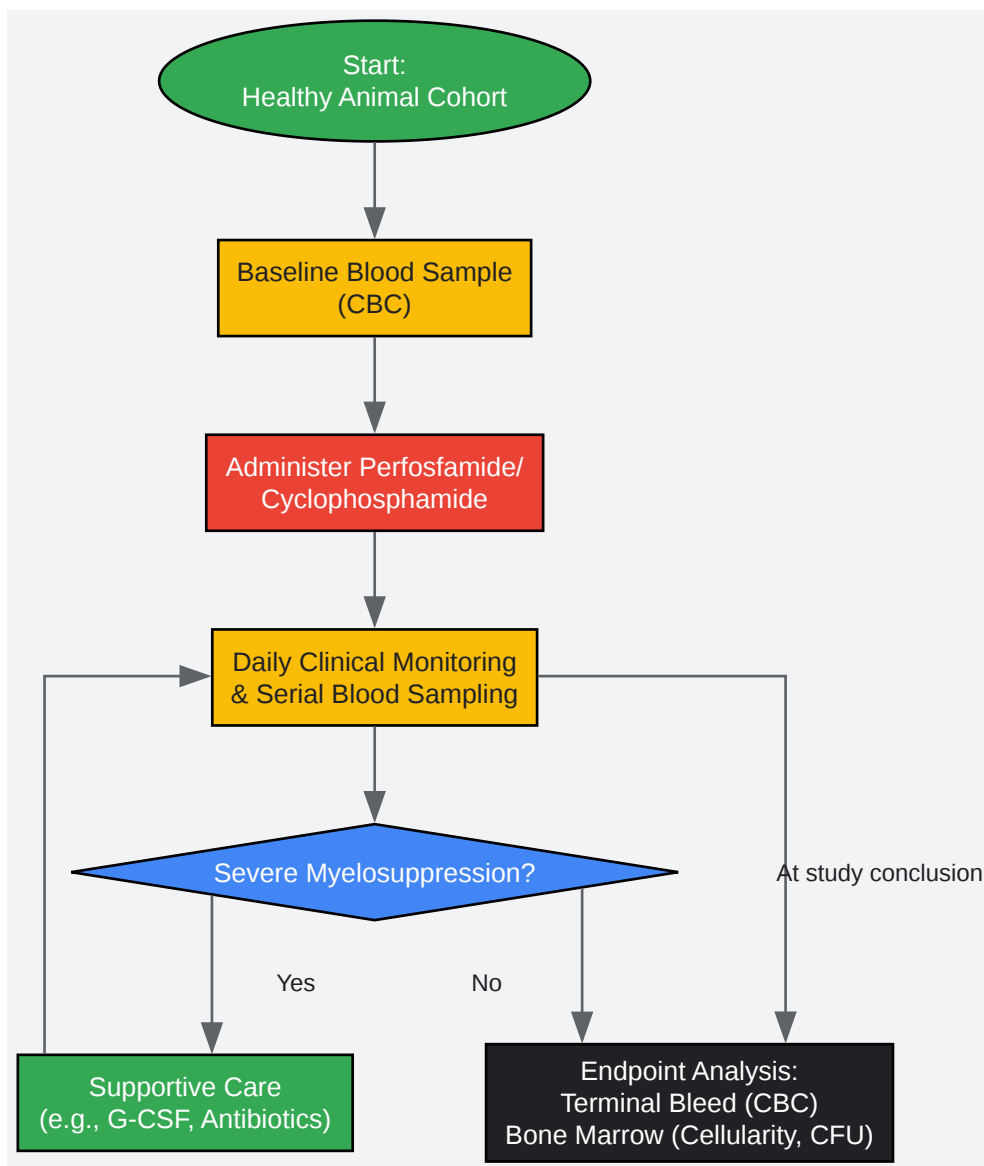 Start:
Healthy Animal Cohort
Baseline Blood Sample
(CBC)
Administer Perfosfamide/
Cyclophosphamide
Daily Clinical Monitoring
& Serial Blood Sampling
Severe Myelosuppression?
At study conclusion
Yes
No
Supportive Care
(e.g., G-CSF, Antibiotics)
Endpoint Analysis:
Terminal Bleed (CBC)
Bone Marrow (Cellularity, CFU)